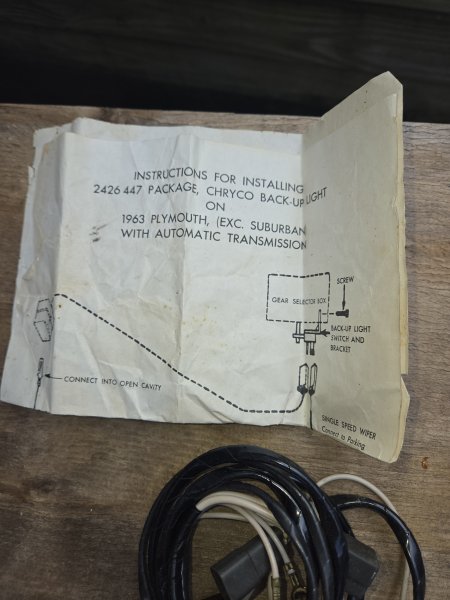 INSTRUCTIONS FOR INSTALLING
2426 447 PACKAGE, CHRYCO BACK-UP LIGHT
ON
1963 PLYMOUTH, (EXC. SUBURBAN
WITH AUTOMATIC TRANSMISSION
SCREW
GEAR SELECTOR BOX
BACK-UP LIGHT
SWITCH AND
BRACKET
CONNECT INTO OPEN CAVITY
SINGLE SPEED WIPER
Connect to Parking